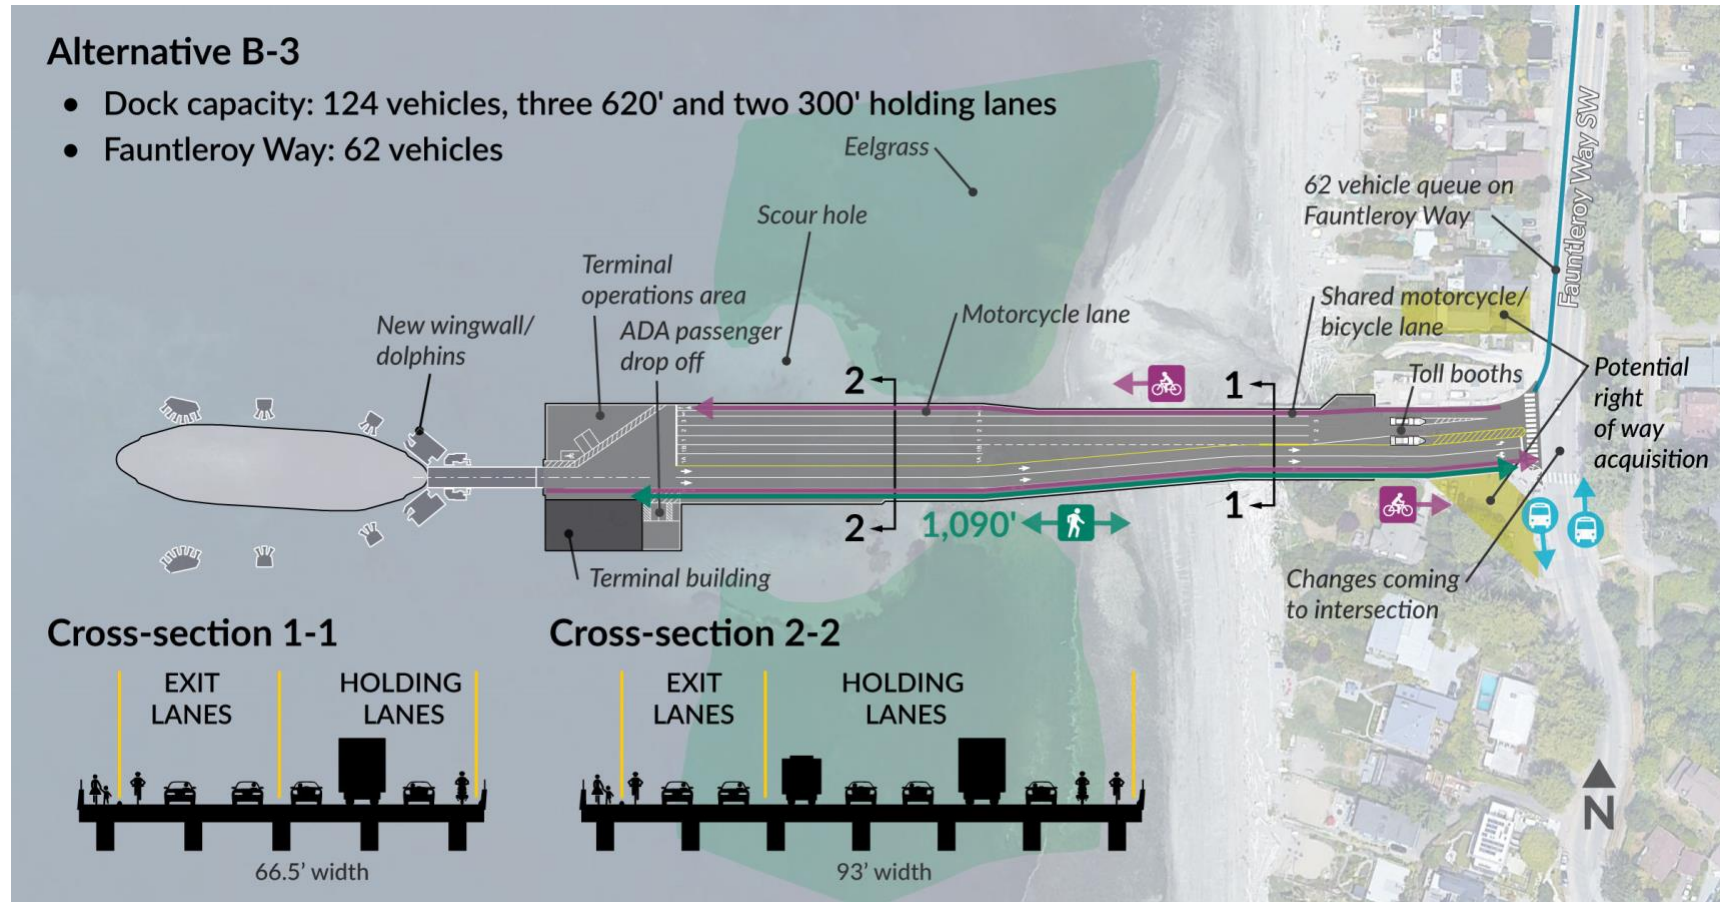 Alternative B-3
• Dock capacity: 124 vehicles, three 620' and two 300' holding lanes
• Fauntleroy Way: 62 vehicles
Eelgrass
Scour hole
62 vehicle queue on
Fauntleroy Way
Fauntleroy Way SW
Terminal
operations area
New wingwall/
dolphins
ADA passenger
drop off
Motorcycle lane
Shared motorcycle/
bicycle lane
Toll booths
Potential
right
of way
acquisition
2
1
2
1
1,090'
Terminal building
Changes coming
to intersection
N
Cross-section 1-1
EXIT
LANES
HOLDING
LANES
66.5’ width
Cross-section 2-2
EXIT
LANES
HOLDING
LANES
93’ width